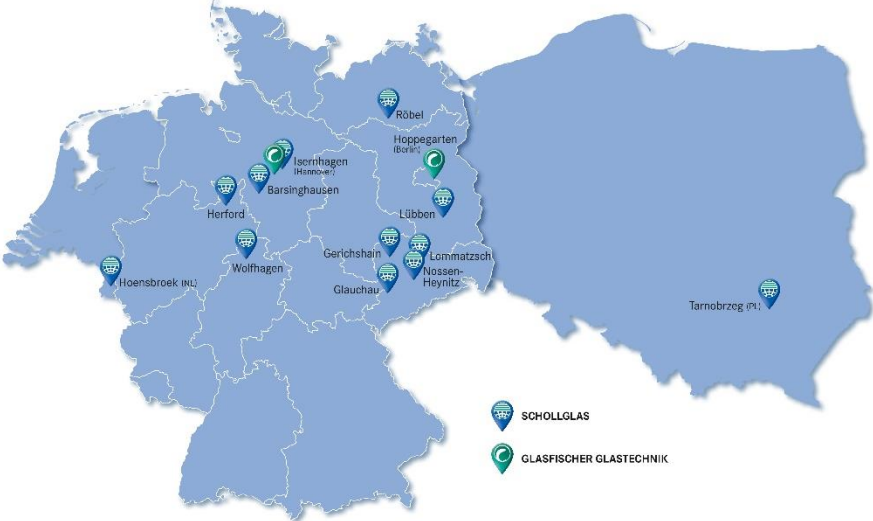 Röbel
Hoppegarten
(Berlin)
Isernhagen
(Hannover)
Barsinghausen
Herford
Lübben
Gerichshain
Lommatzsch
Wolfhagen
Nossen-
Heynitz
Hoensbroek (NL)
Glauchau
Tarnobrzeg (PL)
SCHOLLGLAS
GLASFISCHER GLASTECHNIK